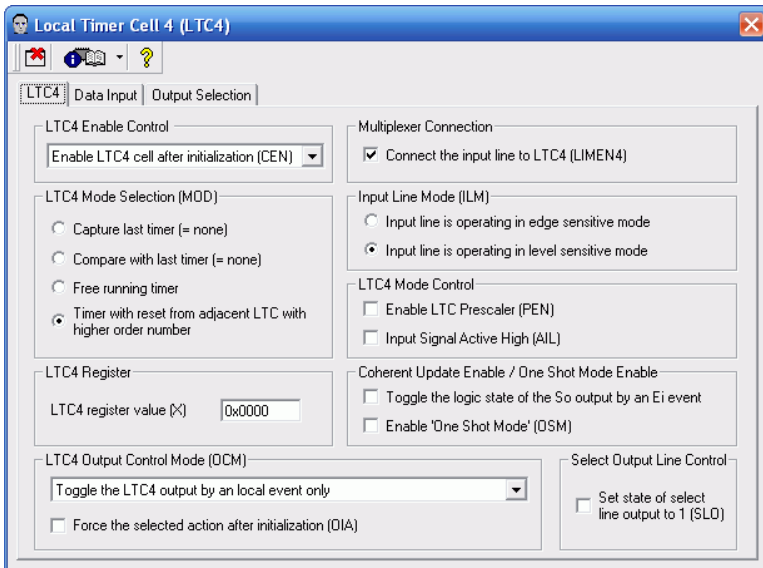 Local Timer Cell 4 (LTC4)
LTC4
Data Input
Output Selection
LTC4 Enable Control
Enable LTC4 cell after initialization (CEN)
Multiplexer Connection
Connect the input line to LTC4 (LIMEN4)
LTC4 Mode Selection (MOD)
Capture last timer (= none)
Compare with last timer (= none)
Free running timer
Timer with reset from adjacent LTC with
higher order number
Input Line Mode (ILM)
Input line is operating in edge sensitive mode
Input line is operating in level sensitive mode
LTC4 Mode Control
Enable LTC Prescaler (PEN)
Input Signal Active High (AIL)
LTC4 Register
LTC4 register value (X)
0x0000
Coherent Update Enable / One Shot Mode Enable
Toggle the logic state of the So output by an Ei event
Enable 'One Shot Mode' (OSM)
LTC4 Output Control Mode (OCM)
Toggle the LTC4 output by an local event only
Force the selected action after initialization (OIA)
Select Output Line Control
Set state of select
line output to 1 (SLO)